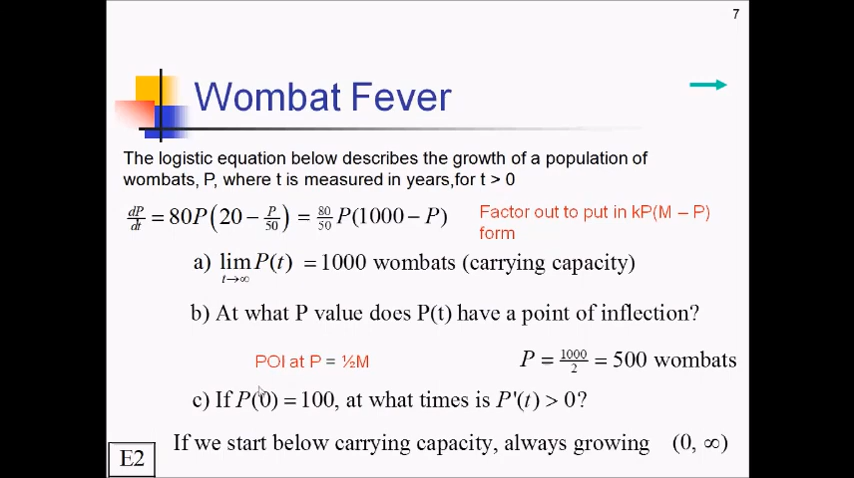 7
Wombat Fever
The logistic equation below describes the growth of a population of
wombats, P, where t is measured in years,for t > 0
dP/dt = 80P(20 − P/50) = 80/50 P(1000 − P)
Factor out to put in kP(M – P)
form
a) lim t→∞ P(t) = 1000 wombats (carrying capacity)
b) At what P value does P(t) have a point of inflection?
POI at P = ½M
P = 1000/2 = 500 wombats
c) If P(0) = 100, at what times is P'(t) > 0?
If we start below carrying capacity, always growing (0, ∞)
E2